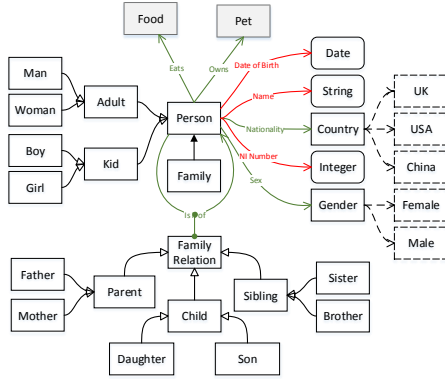 Food
Pet
Eats
Owns
Date of Birth
Date
Man
Woman
Adult
Name
String
UK
Person
Nationality
Country
USA
Boy
Girl
Kid
NI Number
Integer
China
Family
Sex
Gender
Female
Male
Is
of
Family
Relation
Father
Mother
Parent
Sibling
Sister
Brother
Child
Daughter
Son